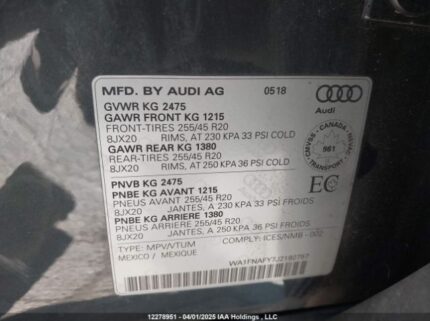 MFD. BY AUDI AG 0518
GVWR KG 2475
GAWR FRONT KG 1215
FRONT-TIRES 255/45 R20
8JX20 RIMS, AT 230 KPA 33 PSI COLD
GAWR REAR KG 1380
REAR-TIRES 255/45 R20
8JX20 RIMS, AT 250 KPA 36 PSI COLD
Audi
CMVSS - CANADA - NSVAC
961
PNVB KG 2475
PNBE KG AVANT 1215
PNEUS AVANT 255/45 R20
8JX20 JANTES, A 230 KPA 33 PSI FROIDS
PNBE KG ARRIERE 1380
PNEUS ARRIERE 255/45 R20
8JX20 JANTES, A 250 KPA 36 PSI FROIDS
EC
TYPE: MPV/VTUM COMPLY: ICES/NMB - 002
MEXICO / MEXIQUE
12278951 - 04/01/2025 IAA Holdings , LLC